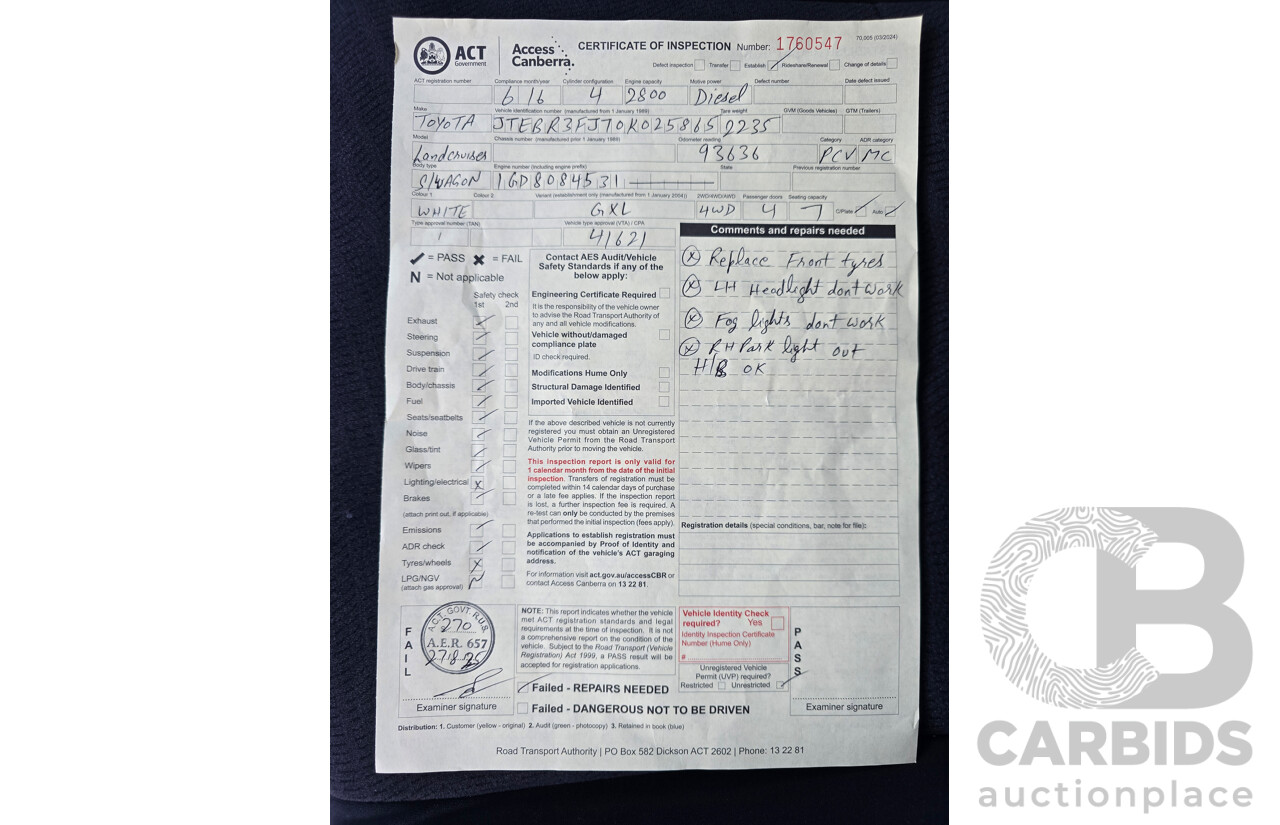 ACT
Government
Access
Canberra.
CERTIFICATE OF INSPECTION Number: 1760547
70.005 (03/2024)
Defect inspection Transfer Establish Rideshare/Renewal Change of details
ACT registration number Compliance month/year Cylinder configuration Engine capacity Motive power Defect number Date defect issued
6/16 4 2800 Diesel
Make Vehicle identification number (manufactured from 1 January 1989) Tare weight GVM (Goods Vehicles) GTM (Trailers)
TOYOTA JTEBR3FJ70K025865 2235
Model Chassis number (manufactured prior 1 January 1989) Odometer reading Category ADR category
Landcruiser 93636 PCV MC
Body type Engine number (including engine prefix) State Previous registration number
S/WAGON 1GD8084531
Colour 1 Colour 2 Variant (establishment only (manufactured from 1 January 2004)) 2WD/4WD/AWD Passenger doors Seating capacity
WHITE GXL 4WD 4 7 C/Plate Auto
Type approval number (TAN) Vehicle type approval (VTA) / CPA
41621
= PASS = FAIL
N = Not applicable
Safety check
1st 2nd
Exhaust
Steering
Suspension
Drive train
Body/chassis
Fuel
Seats/seatbelts
Noise
Glass/tint
Wipers
Lighting/electrical x
Brakes
(attach print out, if applicable)
Emissions
ADR check
Tyres/wheels x
LPG/NGV N
(attach gas approval)
Contact AES Audit/Vehicle
Safety Standards if any of the
below apply:
Engineering Certificate Required
It is the responsibility of the vehicle owner
to advise the Road Transport Authority of
any and all vehicle modifications.
Vehicle without/damaged
compliance plate
ID check required.
Modifications Hume Only
Structural Damage Identified
Imported Vehicle Identified
If the above described vehicle is not currently
registered you must obtain an Unregistered
Vehicle Permit from the Road Transport
Authority prior to moving the vehicle.
This inspection report is only valid for
1 calendar month from the date of the initial
inspection. Transfers of registration must be
completed within 14 calendar days of purchase
or a late fee applies. If the inspection report
is lost, a further inspection fee is required. A
re-test can only be conducted by the premises
that performed the initial inspection (fees apply).
Applications to establish registration must
be accompanied by Proof of Identity and
notification of the vehicle's ACT garaging
address.
For information visit act.gov.au/accessCBR or
contact Access Canberra on 13 22 81.
Comments and repairs needed
x Replace Front tyres
x LH Headlight dont work
x Fog lights dont work
x RH Park light out
H/B OK
Registration details (special conditions, bar, note for file):
FAIL
A.C.T. GOVT. R.U.S.
270
A.E.R. 657
27.8.25
Examiner signature
NOTE: This report indicates whether the vehicle
met ACT registration standards and legal
requirements at the time of inspection. It is not
a comprehensive report on the condition of the
vehicle. Subject to the Road Transport (Vehicle
Registration) Act 1999, a PASS result will be
accepted for registration applications.
Failed - REPAIRS NEEDED
Failed - DANGEROUS NOT TO BE DRIVEN
Vehicle Identity Check
required? Yes
Identity Inspection Certificate
Number (Hume Only)
#
Unregistered Vehicle
Permit (UVP) required?
Restricted Unrestricted
PASS
Examiner signature
Distribution: 1. Customer (yellow - original) 2. Audit (green - photocopy) 3. Retained in book (blue)
Road Transport Authority | PO Box 582 Dickson ACT 2602 | Phone: 13 22 81
CB
CARBIDS
auctionplace